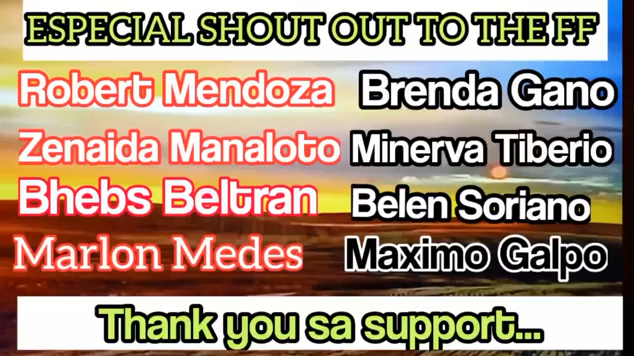 ESPECIAL SHOUT OUT TO THE FF
Robert Mendoza Brenda Gano
Zenaida Manaloto Minerva Tiberio
Bhebs Beltran Belen Soriano
Marlon Medes Maximo Galpo
Thank you sa support...